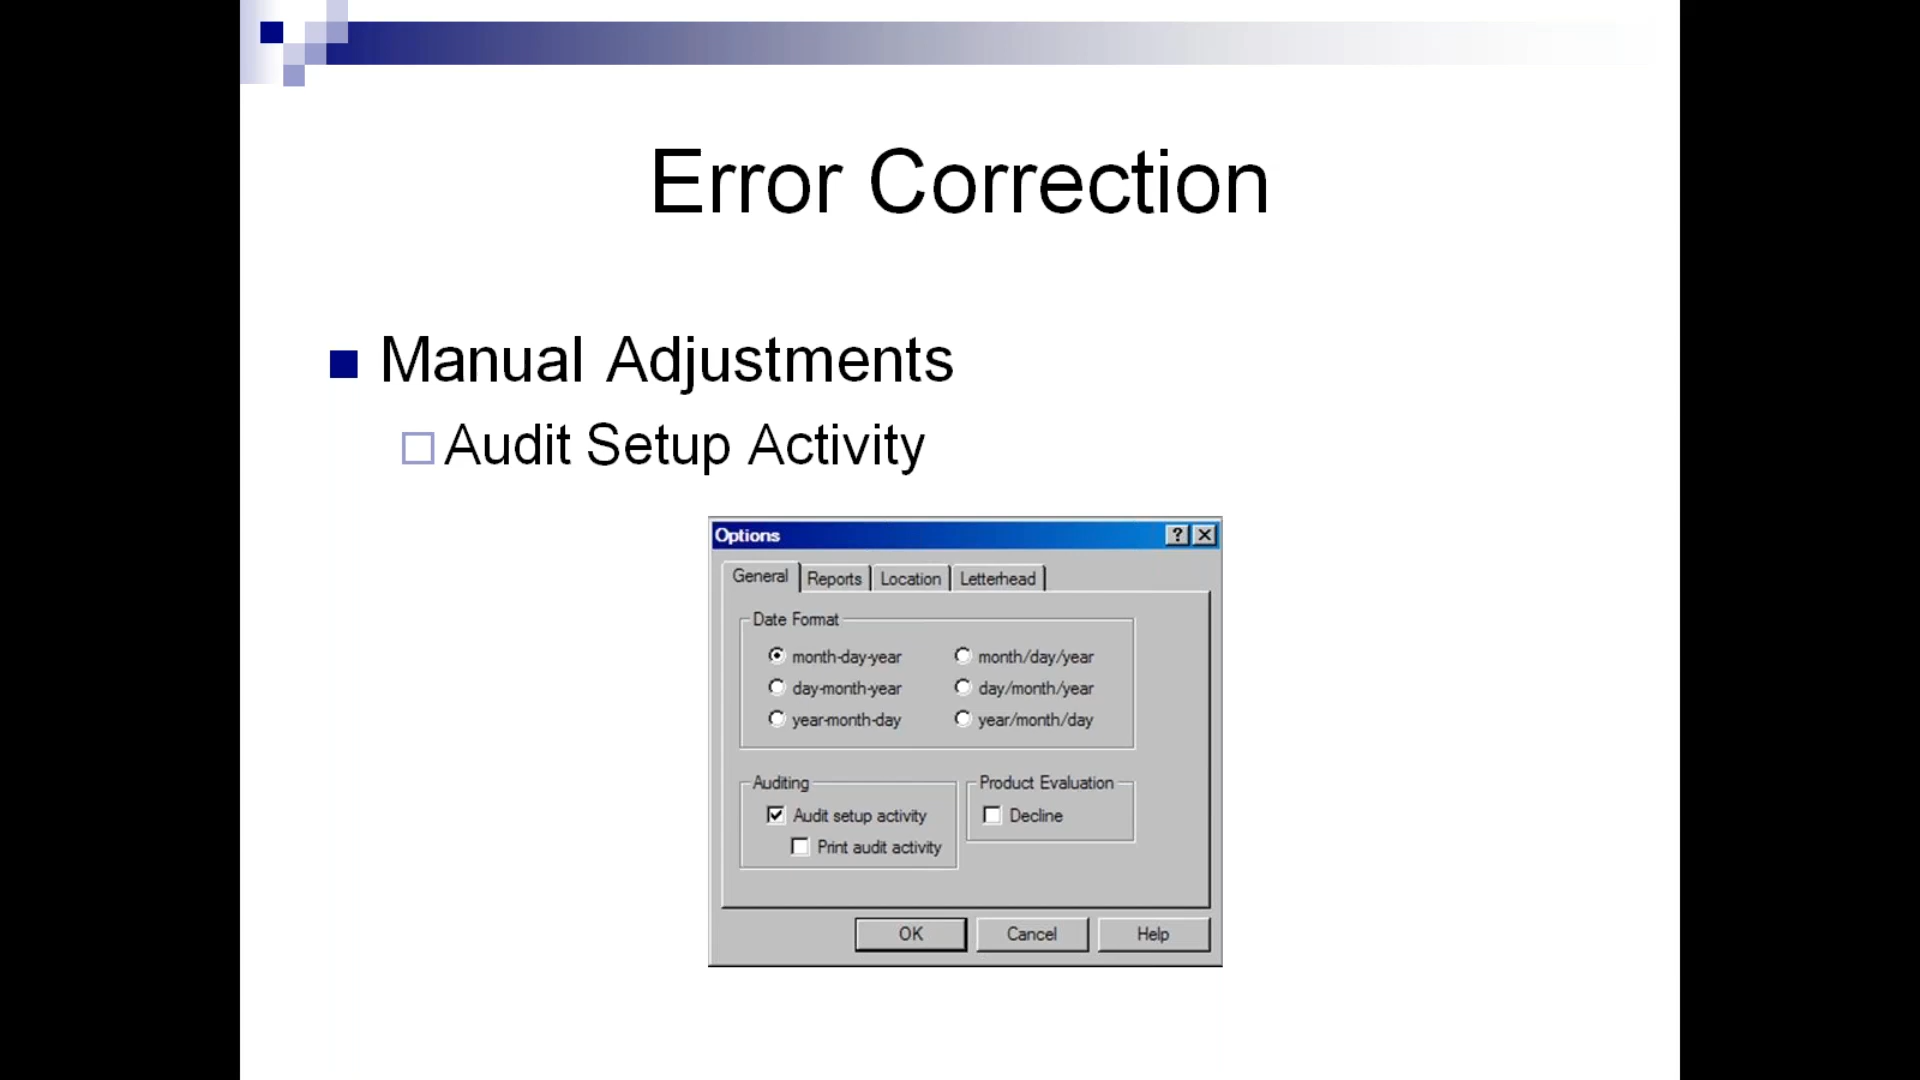 Error Correction
Manual Adjustments
Audit Setup Activity
Options
General Reports Location Letterhead
Date Format
month-day-year month/day/year
day-month-year day/month/year
year-month-day year/month/day
Auditing Product Evaluation
Audit setup activity Decline
Print audit activity
OK Cancel Help